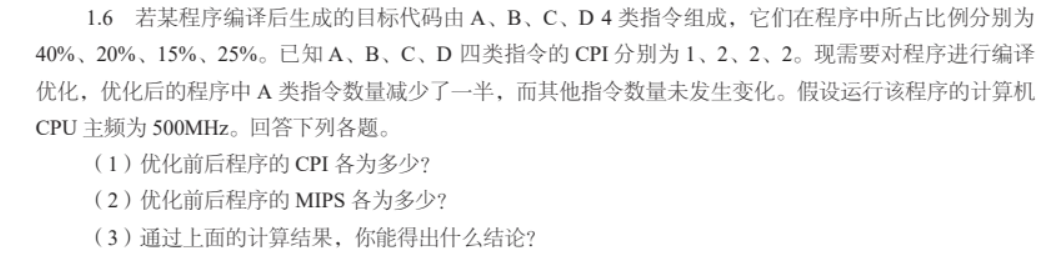 1.6 若某程序编译后生成的目标代码由 A、B、C、D 4 类指令组成，它们在程序中所占比例分别为
40%、20%、15%、25%。已知 A、B、C、D 四类指令的 CPI 分别为 1、2、2、2。现需要对程序进行编译
优化，优化后的程序中 A 类指令数量减少了一半，而其他指令数量未发生变化。假设运行该程序的计算机
CPU 主频为 500MHz。回答下列各题。
（1）优化前后程序的 CPI 各为多少？
（2）优化前后程序的 MIPS 各为多少？
（3）通过上面的计算结果，你能得出什么结论？